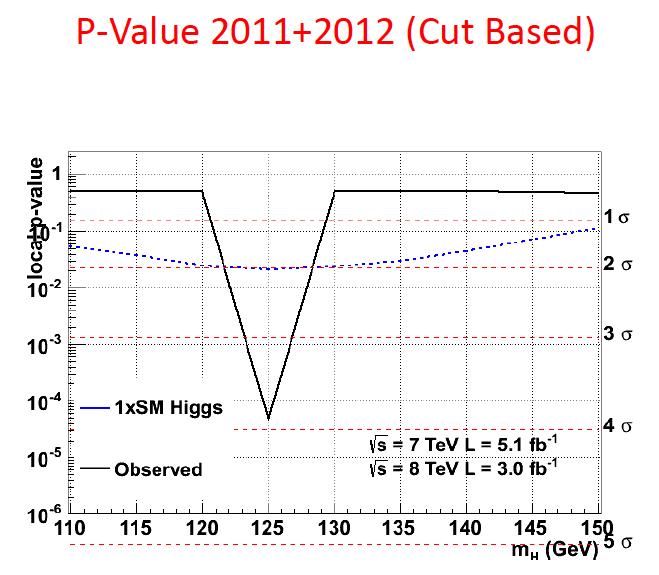 P-Value 2011+2012 (Cut Based)
local p-value
1
10⁻¹
10⁻²
10⁻³
10⁻⁴
10⁻⁵
10⁻⁶
1 σ
2 σ
3 σ
4 σ
5 σ
1xSM Higgs
Observed
√s = 7 TeV L = 5.1 fb⁻¹
√s = 8 TeV L = 3.0 fb⁻¹
110 115 120 125 130 135 140 145 150
m_H (GeV)